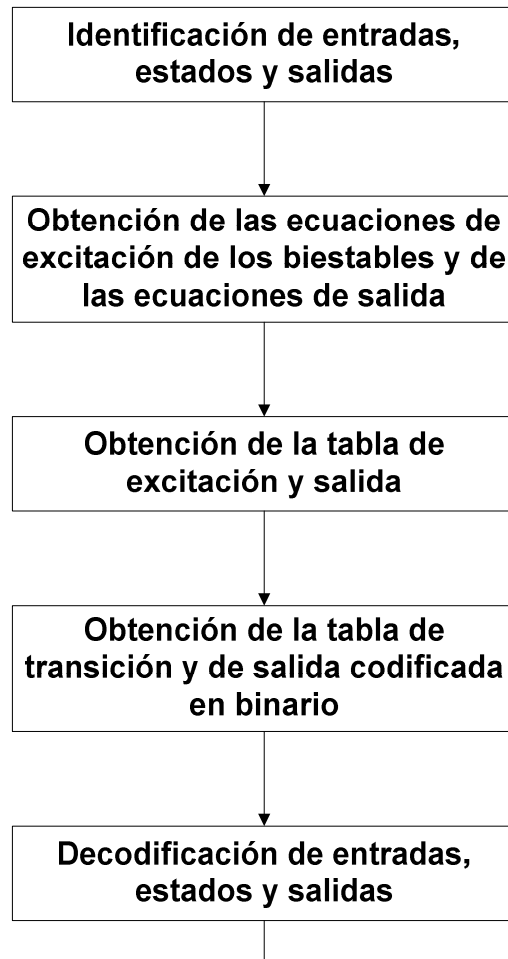 Identificación de entradas,
estados y salidas
Obtención de las ecuaciones de
excitación de los biestables y de
las ecuaciones de salida
Obtención de la tabla de
excitación y salida
Obtención de la tabla de
transición y de salida codificada
en binario
Decodificación de entradas,
estados y salidas